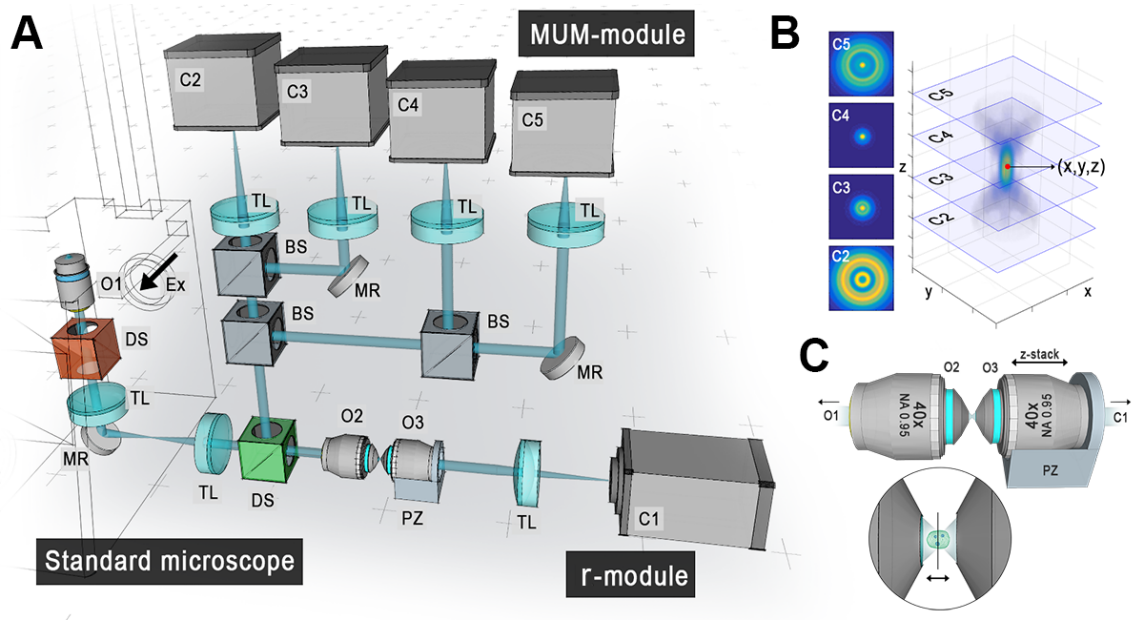 A
MUM-module
C2
C3
C4
C5
TL
TL
TL
TL
BS
O1
Ex
MR
BS
BS
DS
MR
TL
MR
O2
O3
TL
DS
PZ
TL
C1
Standard microscope
r-module
B
C5
C4
C3
C2
C5
C4
C3
C2
z
(x,y,z)
y
x
C
z-stack
O2
O3
O1
C1
40x
NA 0.95
40x
NA 0.95
PZ